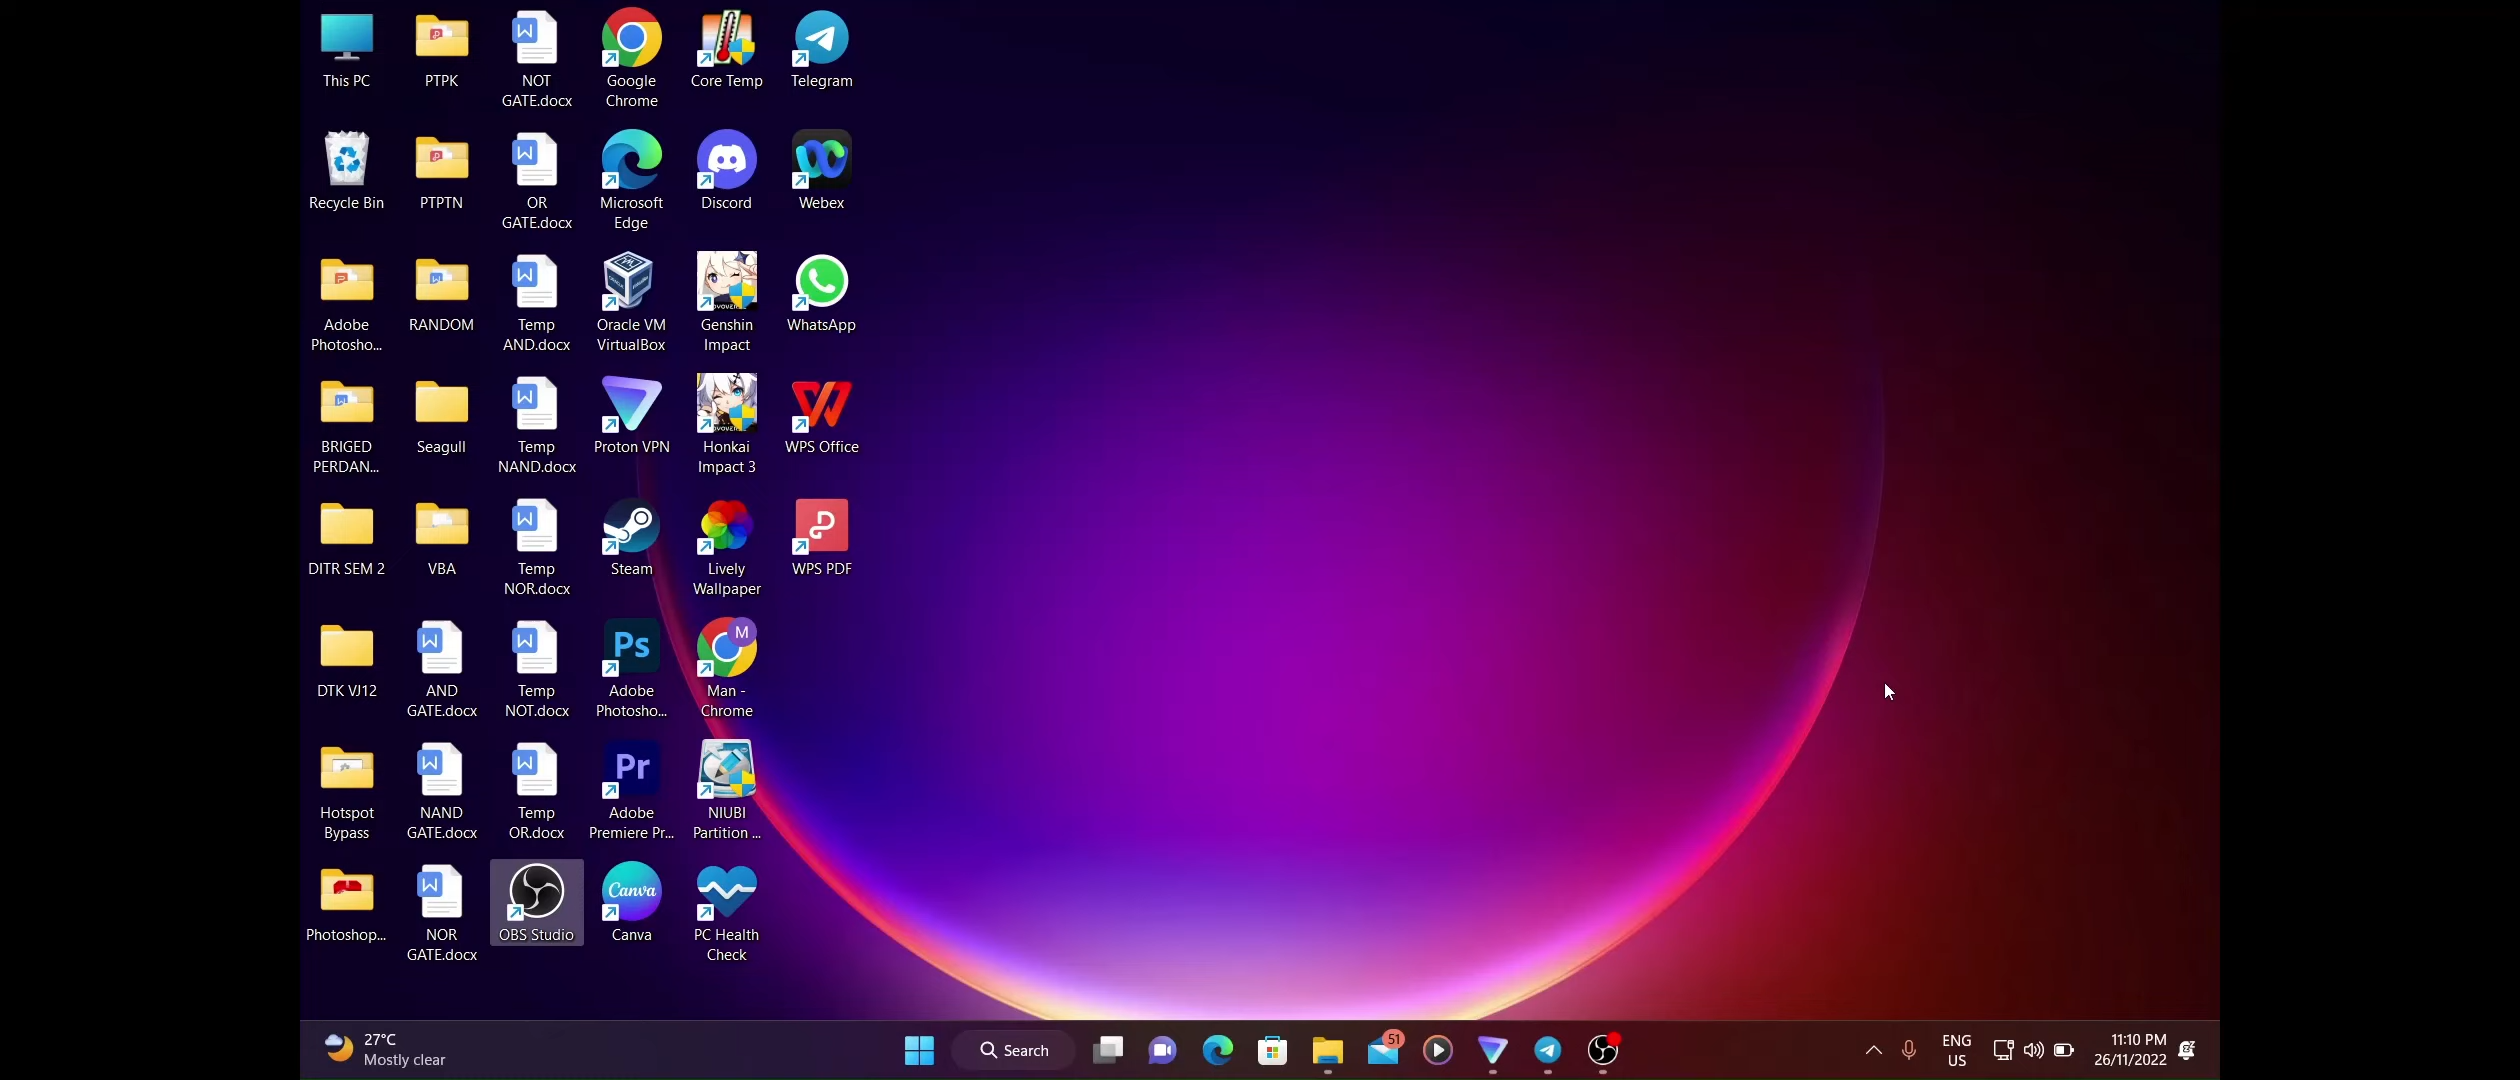 This PC
PTPK
NOT
GATE.docx
Google
Chrome
Core Temp
Telegram
Recycle Bin
PTPTN
OR
GATE.docx
Microsoft
Edge
Discord
Webex
Adobe
Photosho...
RANDOM
Temp
AND.docx
Oracle VM
VirtualBox
Genshin
Impact
WhatsApp
BRIGED
PERDAN...
Seagull
Temp
NAND.docx
Proton VPN
Honkai
Impact 3
WPS Office
DITR SEM 2
VBA
Temp
NOR.docx
Steam
Lively
Wallpaper
WPS PDF
DTK VJ12
AND
GATE.docx
Temp
NOT.docx
Ps
Adobe
Photosho...
M
Man -
Chrome
Hotspot
Bypass
NAND
GATE.docx
Temp
OR.docx
Pr
Adobe
Premiere Pr...
NIUBI
Partition ...
Photoshop...
NOR
GATE.docx
OBS Studio
Canva
Canva
PC Health
Check
27°C
Mostly clear
Search
51
ENG
US
11:10 PM
26/11/2022